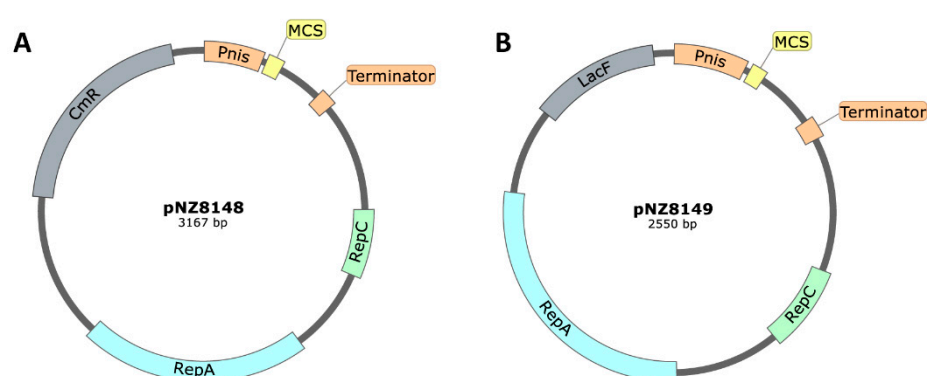 A
Pnis
MCS
Terminator
CmR
pNZ8148
3167 bp
RepC
RepA
B
LacF
Pnis
MCS
Terminator
pNZ8149
2550 bp
RepA
RepC